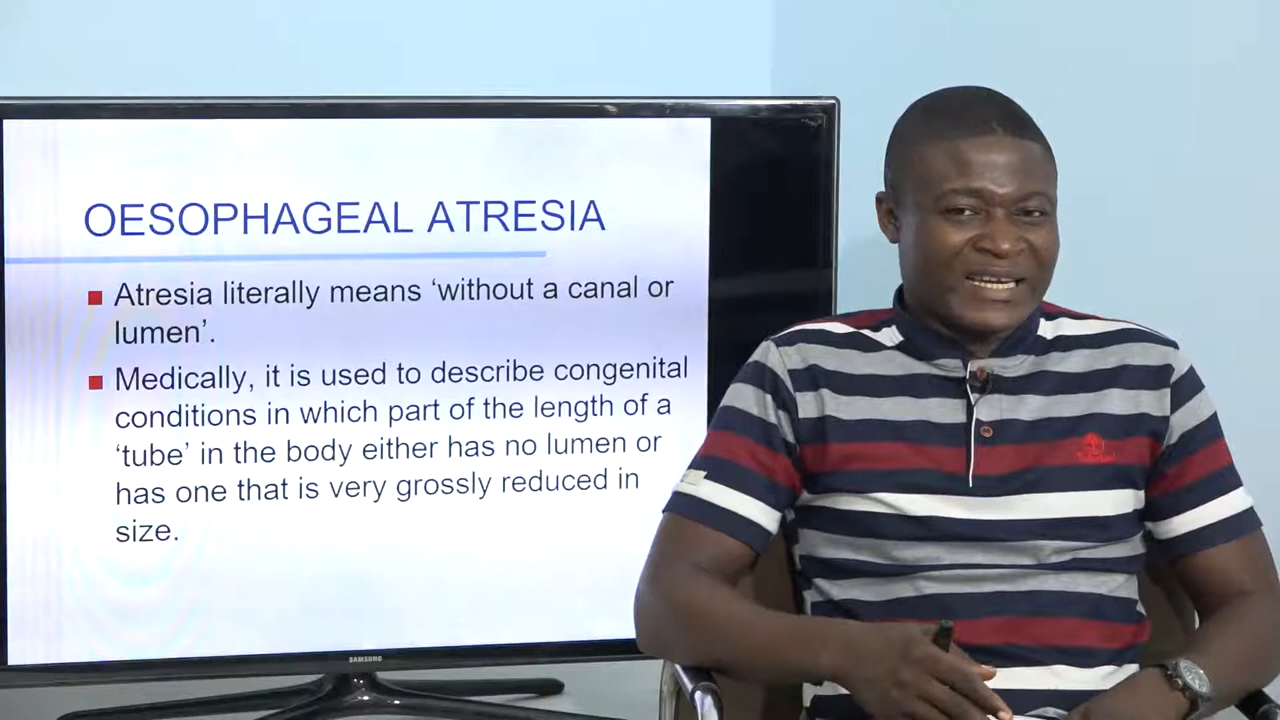 OESOPHAGEAL ATRESIA
Atresia literally means ‘without a canal or
lumen’.
Medically, it is used to describe congenital
conditions in which part of the length of a
‘tube’ in the body either has no lumen or
has one that is very grossly reduced in
size.
SAMSUNG